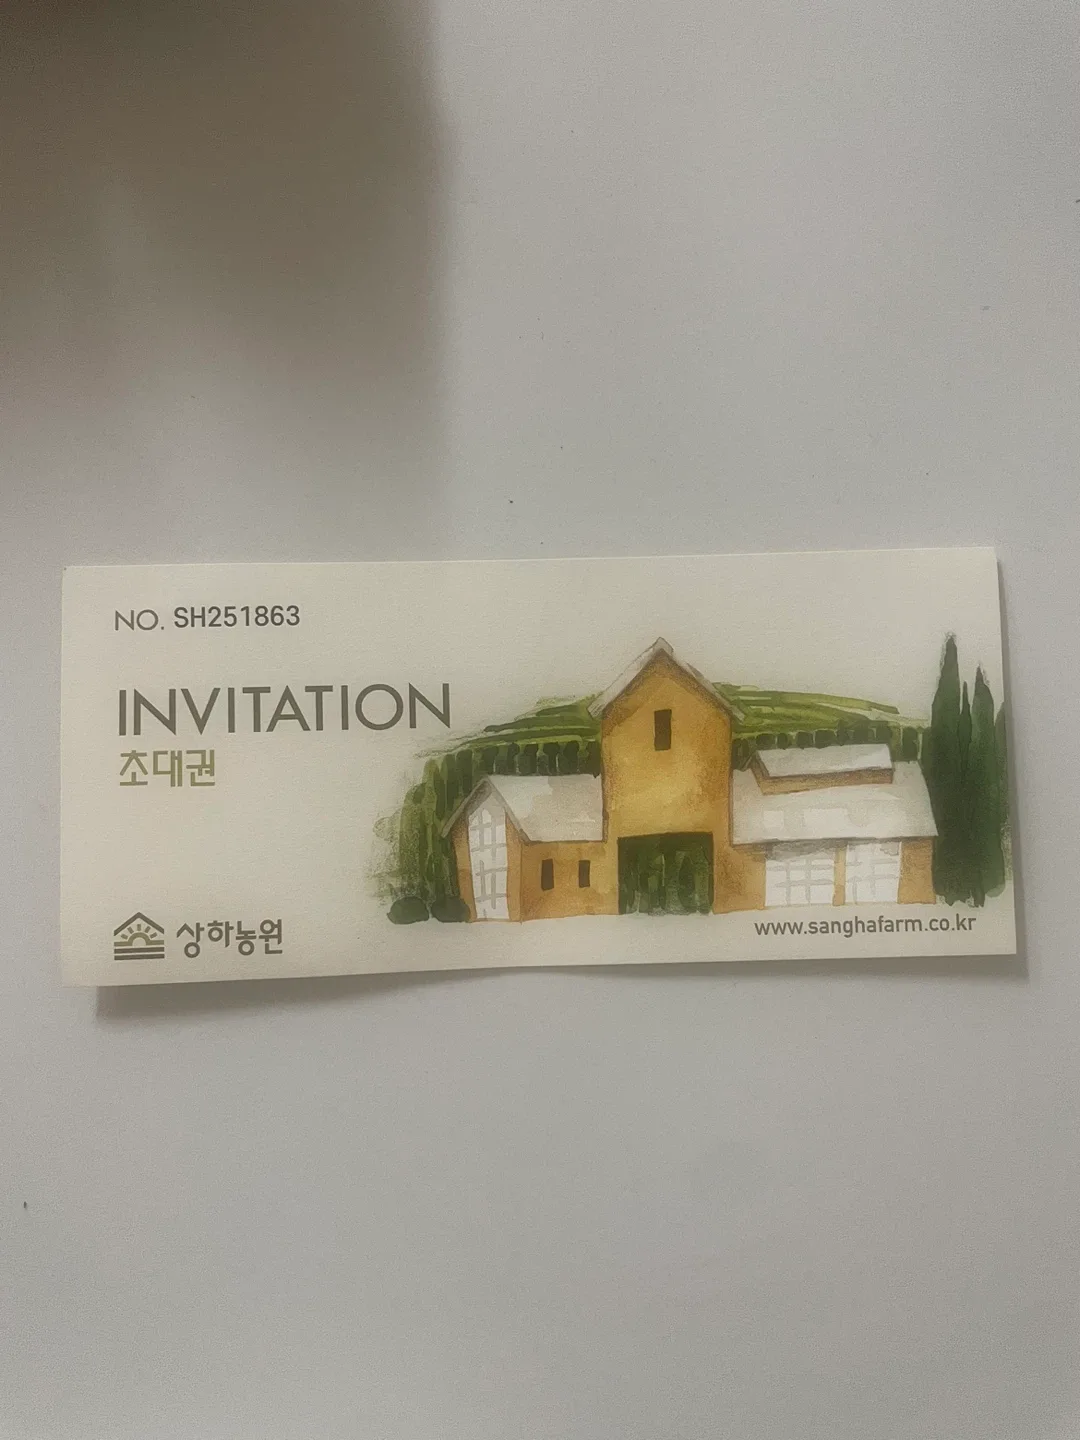 NO. SH251863
INVITATION
초대권
상하농원
www.sanghafarm.co.kr